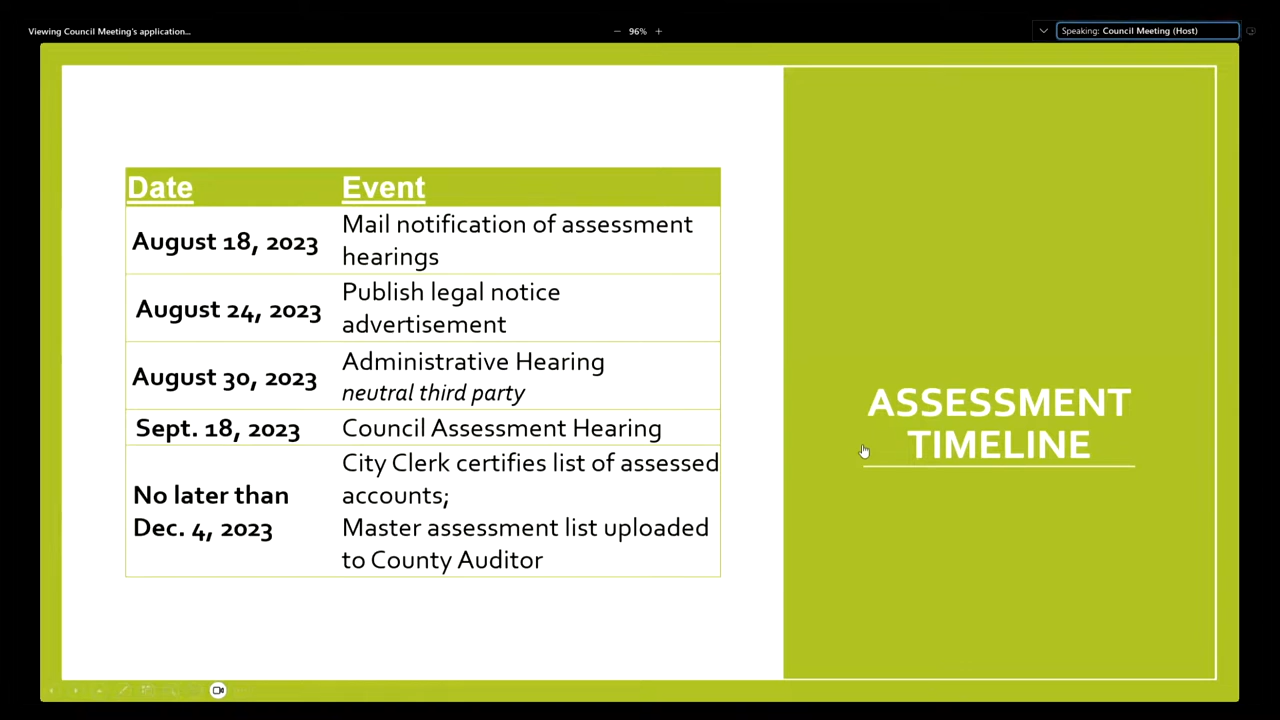 Viewing Council Meeting's application...
− 96% +
Speaking: Council Meeting (Host)
Date Event
August 18, 2023 Mail notification of assessment
hearings
August 24, 2023 Publish legal notice
advertisement
August 30, 2023 Administrative Hearing
neutral third party
Sept. 18, 2023 Council Assessment Hearing
No later than
Dec. 4, 2023
City Clerk certifies list of assessed
accounts;
Master assessment list uploaded
to County Auditor
ASSESSMENT
TIMELINE